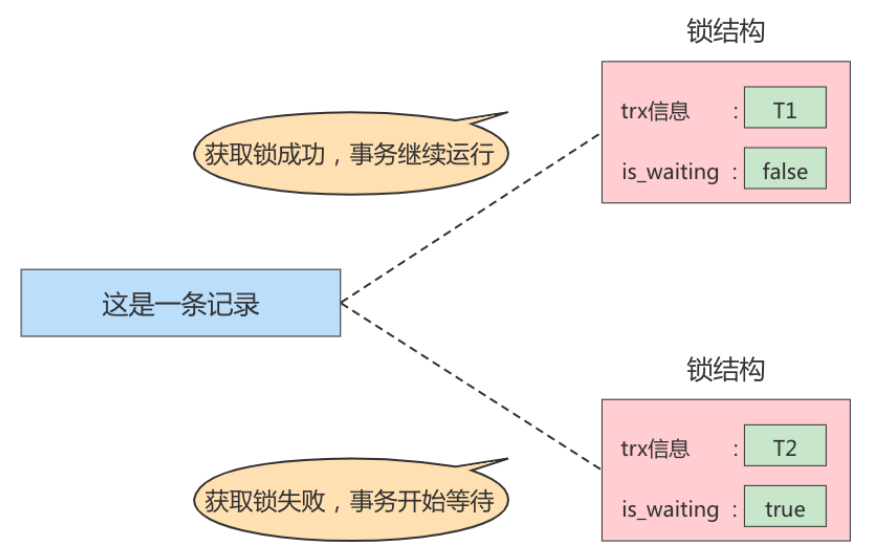 锁结构
trx信息 : T1
is_waiting : false
获取锁成功，事务继续运行
这是一条记录
锁结构
trx信息 : T2
is_waiting : true
获取锁失败，事务开始等待